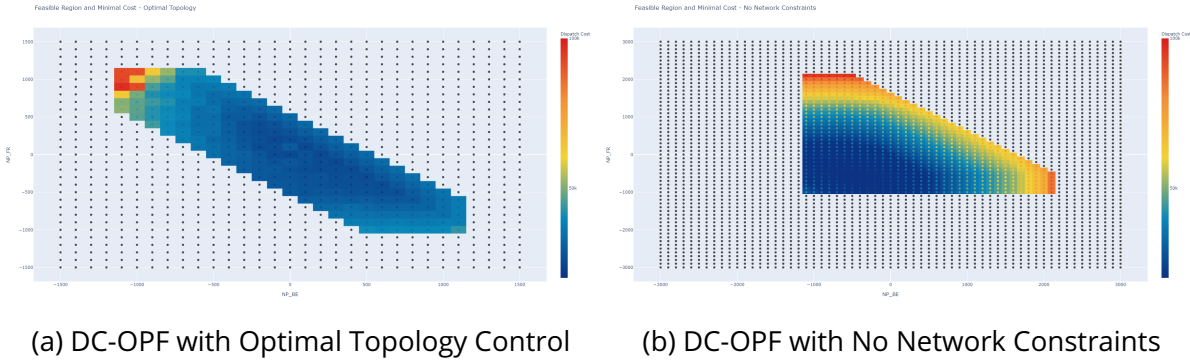 Feasible Region and Minimal Cost - Optimal Topology
Dispatch Cost
100k
50k
1500
1000
500
0
−500
−1000
−1500
NP_FR
−1500
−1000
−500
0
500
1000
1500
NP_BE
(a) DC-OPF with Optimal Topology Control
Feasible Region and Minimal Cost - No Network Constraints
Dispatch Cost
100k
50k
3000
2000
1000
0
−1000
−2000
−3000
NP_FR
−3000
−2000
−1000
0
1000
2000
3000
NP_BE
(b) DC-OPF with No Network Constraints